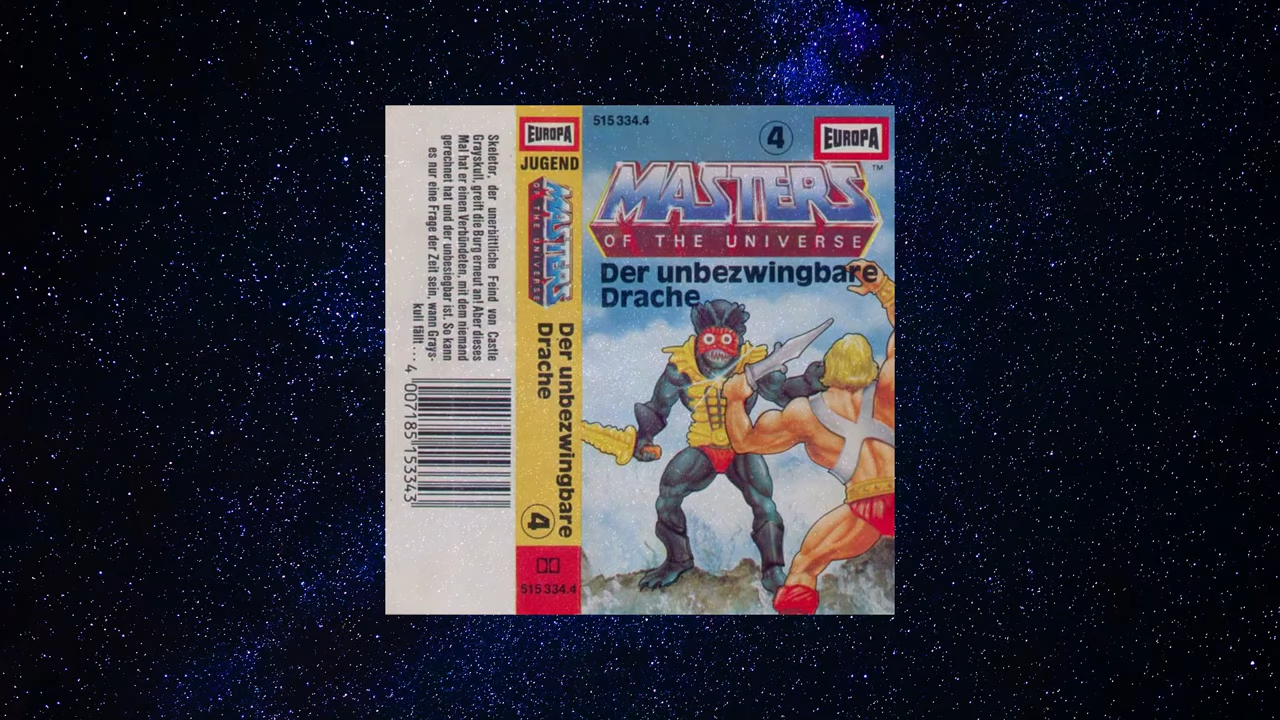 Skeletor, der unerbittliche Feind von Castle
Grayskull, greift die Burg erneut an! Aber dieses
Mal hat er einen Verbündeten, mit dem niemand
gerechnet hat und der unbesiegbar ist. So kann
es nur eine Frage der Zeit sein, wann Grays-
kull fällt...
4 007185 153343
EUROPA
JUGEND
MASTERS
OF THE UNIVERSE
Der unbezwingbare
Drache
4
515 334.4
515 334.4
4
EUROPA
MASTERS
TM
OF THE UNIVERSE
Der unbezwingbare
Drache